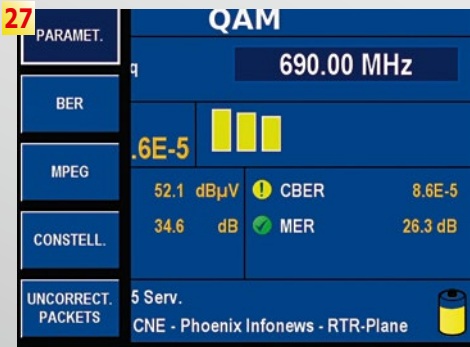 27
QAM
PARAMET.
q 690.00 MHz
BER
.6E-5
MPEG
52.1 dBµV ! CBER 8.6E-5
34.6 dB MER 26.3 dB
CONSTELL.
UNCORRECT.
PACKETS
5 Serv.
CNE - Phoenix Infonews - RTR-Plane